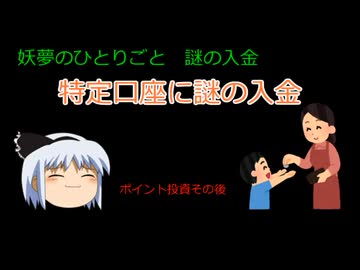 妖夢のひとりごと 謎の入金
特定口座に謎の入金
ポイント投資その後